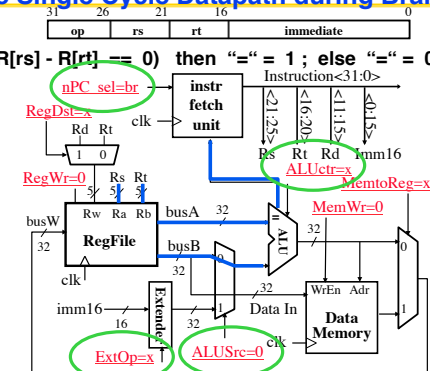 Single Cycle Datapath during Bran
31 26 21 16 0
op rs rt immediate
R[rs] - R[rt] == 0) then “=“ = 1 ; else “=“ = 0
nPC_sel=br
instr fetch unit
Instruction<31:0>
<21:25> <16:20> <11:15> <0:15>
RegDst=x
clk
Rd Rt
1 0
Rs Rt Rd Imm16
ALUctr=x
RegWr=0
Rs Rt
MemtoReg=x
5 5 5
MemWr=0
busW
Rw Ra Rb
busA 32
32
RegFile
busB
= ALU
32
0
0
32
clk
32
WrEn Adr
imm16
Extender
1
Data In
1
16
32
clk
Data Memory
ExtOp=x
ALUSrc=0